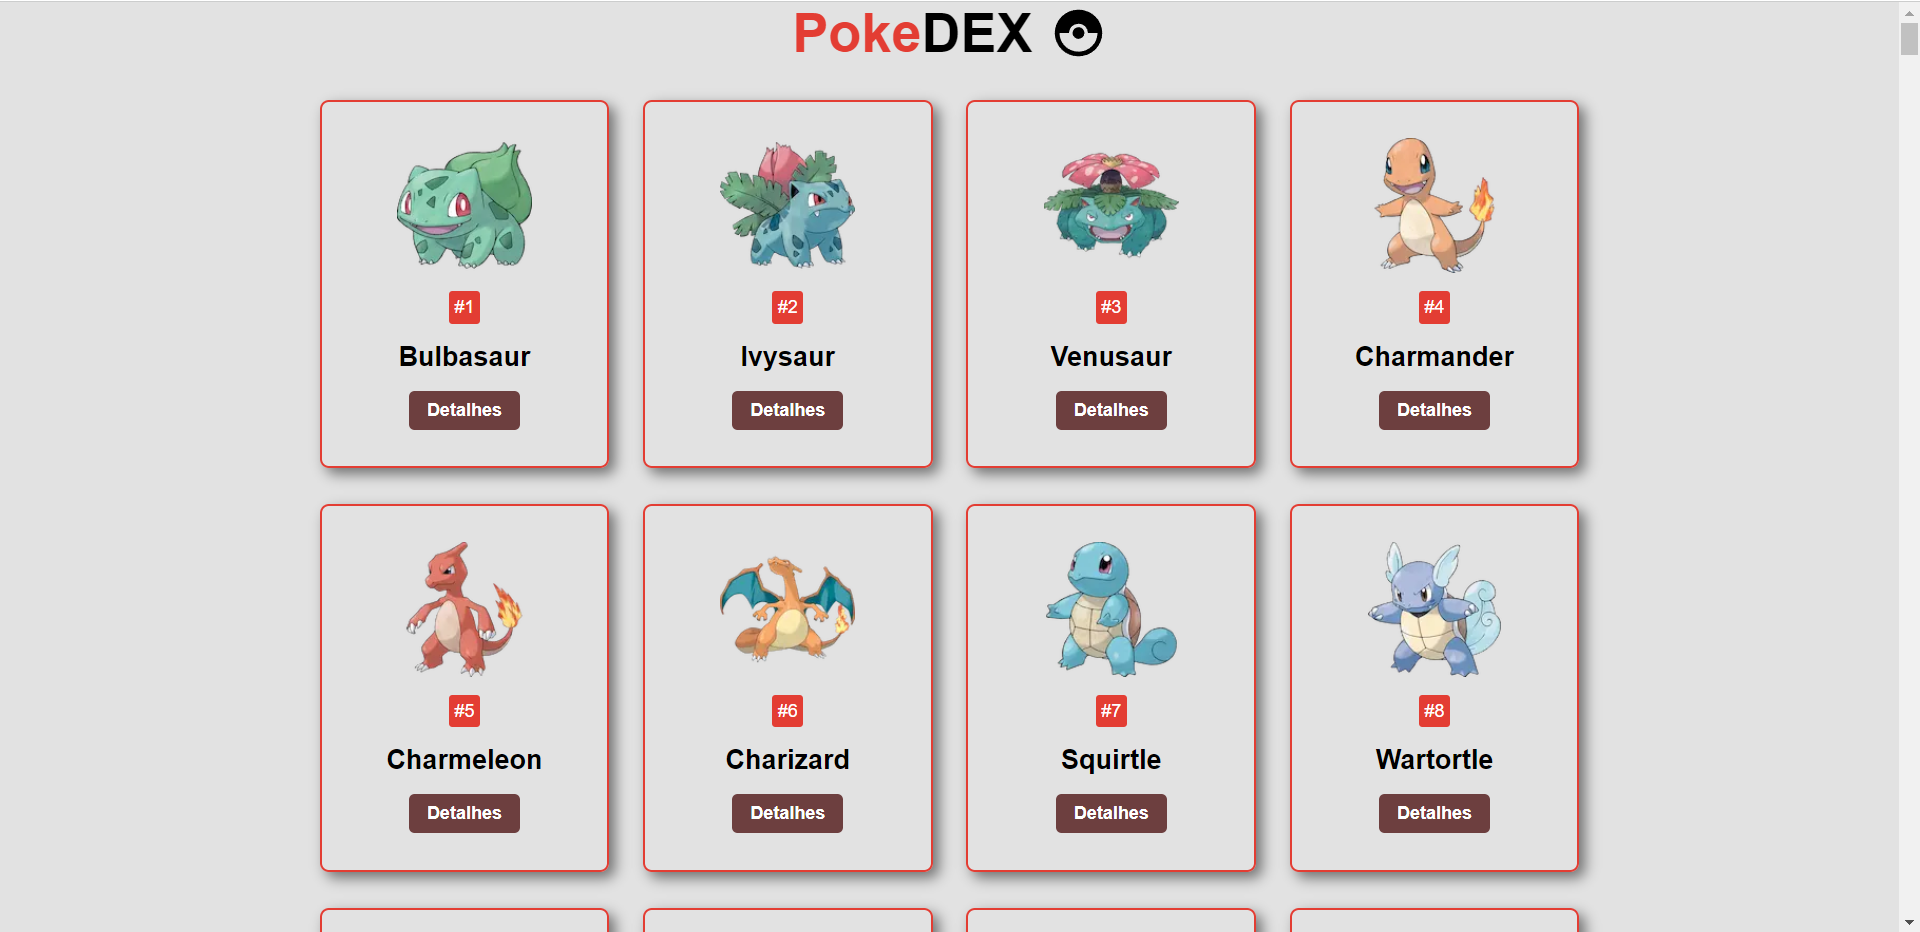 PokeDEX
#1
Bulbasaur
Detalhes
#2
Ivysaur
Detalhes
#3
Venusaur
Detalhes
#4
Charmander
Detalhes
#5
Charmeleon
Detalhes
#6
Charizard
Detalhes
#7
Squirtle
Detalhes
#8
Wartortle
Detalhes